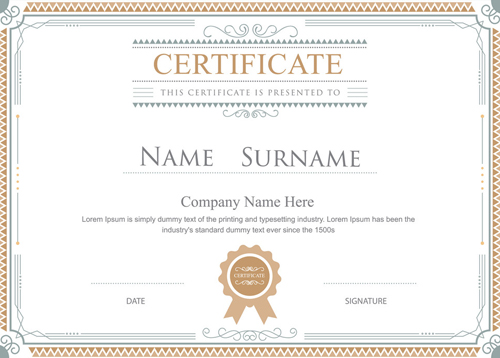 CERTIFICATE
THIS CERTIFICATE IS PRESENTED TO
NAME SURNAME
Company Name Here
Lorem Ipsum is simply dummy text of the printing and typesetting industry. Lorem Ipsum has been the
industry's standard dummy text ever since the 1500s
CERTIFICATE
DATE
SIGNATURE